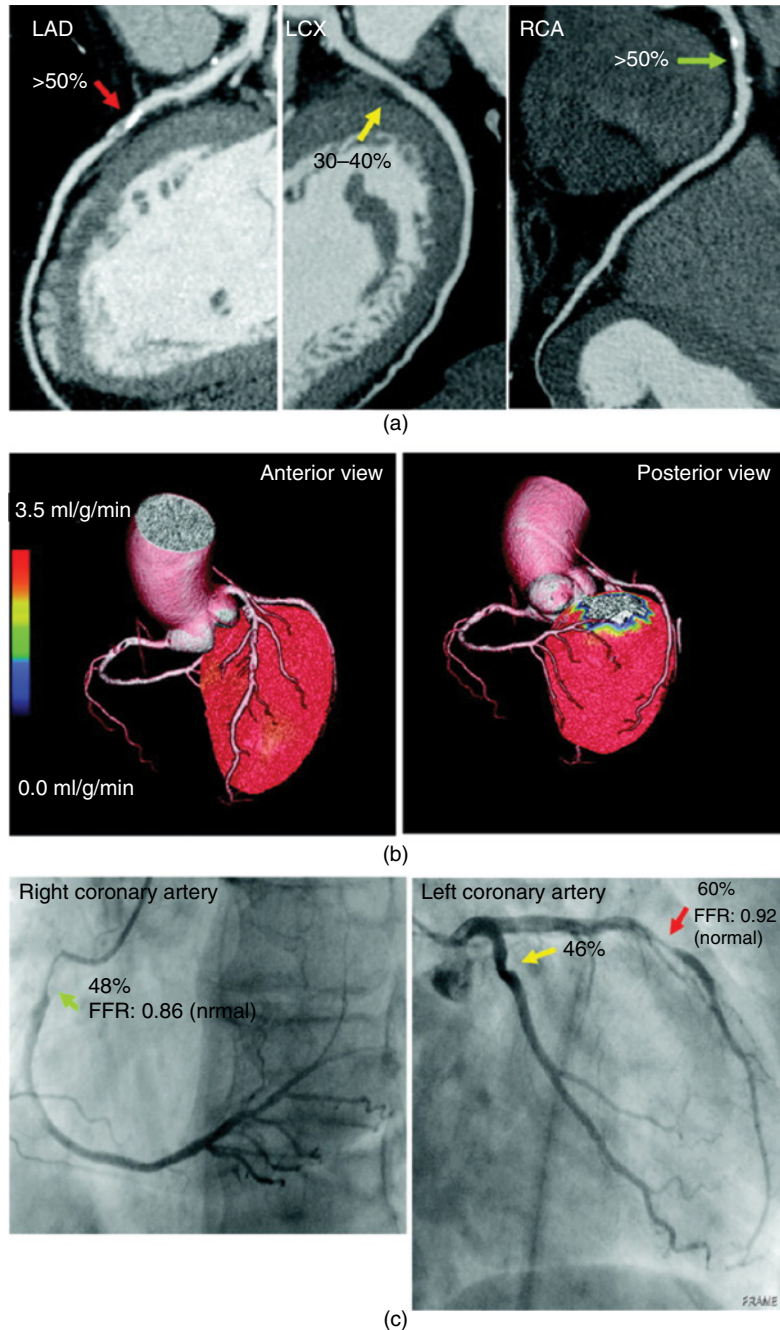 LAD
>50%
LCX
30–40%
RCA
>50%
(a)
Anterior view
3.5 ml/g/min
0.0 ml/g/min
Posterior view
(b)
Right coronary artery
48%
FFR: 0.86 (nrmal)
Left coronary artery
60%
FFR: 0.92
(normal)
46%
FRAME
(c)